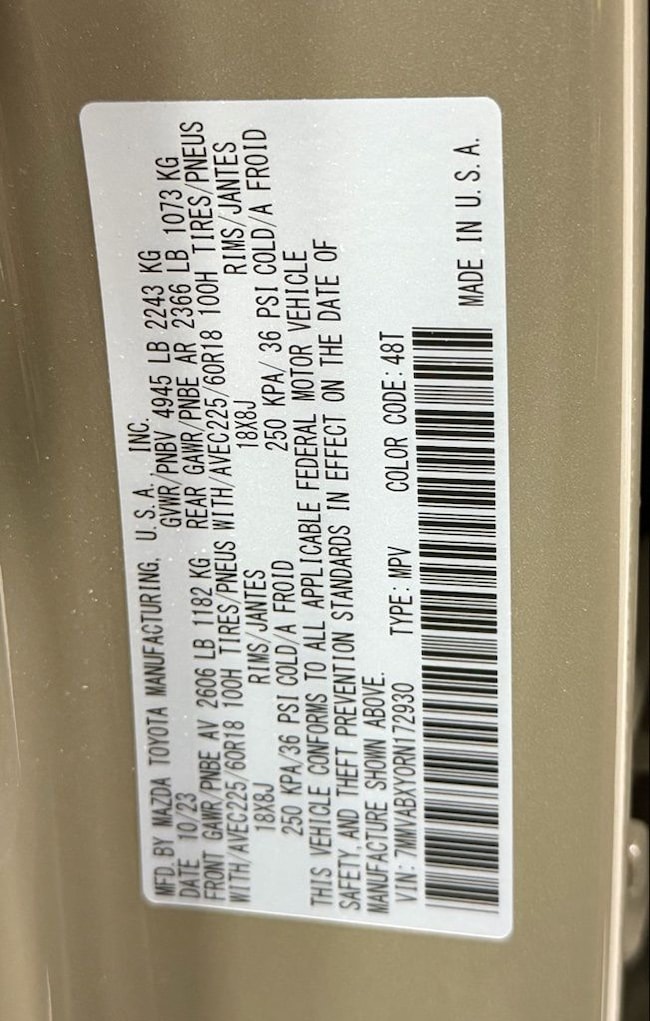 MFD. BY MAZDA TOYOTA MANUFACTURING, U.S.A., INC.
DATE 10/23 GVWR/PNBV 4945 LB 2243 KG
FRONT GAWR/PNBE AV 2606 LB 1182 KG REAR GAWR/PNBE AR 2366 LB 1073 KG
WITH/AVEC225/60R18 100H TIRES/PNEUS WITH/AVEC225/60R18 100H TIRES/PNEUS
18X8J RIMS/JANTES 18X8J RIMS/JANTES
250 KPA/36 PSI COLD/A FROID 250 KPA/ 36 PSI COLD/A FROID
THIS VEHICLE CONFORMS TO ALL APPLICABLE FEDERAL MOTOR VEHICLE
SAFETY, AND THEFT PREVENTION STANDARDS IN EFFECT ON THE DATE OF
MANUFACTURE SHOWN ABOVE.
VIN: 7MMVABXY0RN172930 TYPE: MPV COLOR CODE: 48T
MADE IN U.S.A.